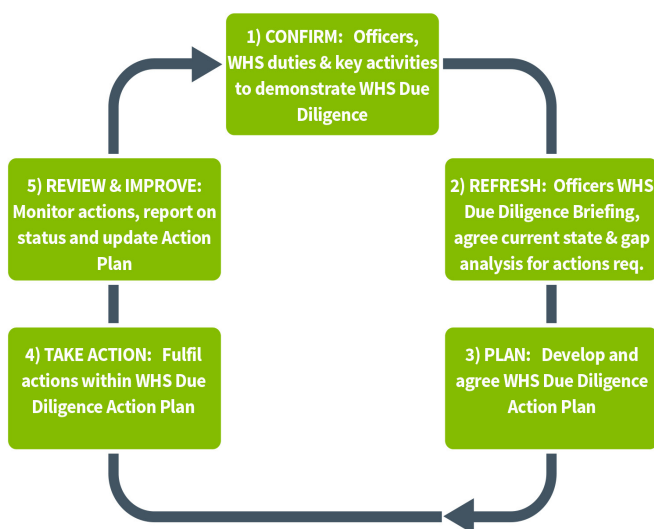 1) CONFIRM: Officers,
WHS duties & key activities
to demonstrate WHS Due
Diligence
2) REFRESH: Officers WHS
Due Diligence Briefing,
agree current state & gap
analysis for actions req.
3) PLAN: Develop and
agree WHS Due Diligence
Action Plan
4) TAKE ACTION: Fulfil
actions within WHS Due
Diligence Action Plan
5) REVIEW & IMPROVE:
Monitor actions, report on
status and update Action
Plan